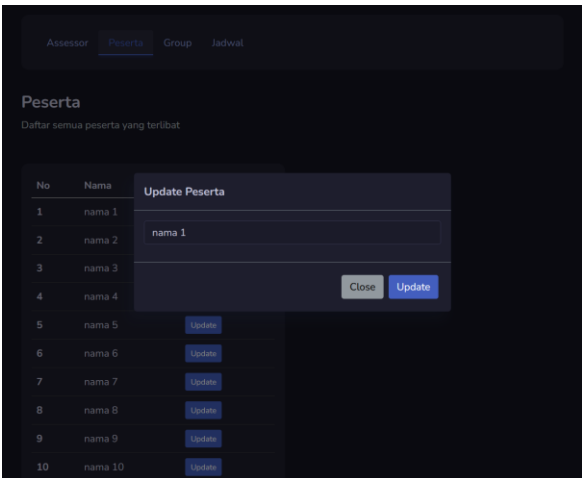 Assessor Peserta Group Jadwal
Peserta
Daftar semua peserta yang terlibat
No Nama
Update Peserta
1 nama 1
nama 1
2 nama 2
3 nama 3
4 nama 4
Close Update
5 nama 5 Update
6 nama 6 Update
7 nama 7 Update
8 nama 8 Update
9 nama 9 Update
10 nama 10 Update